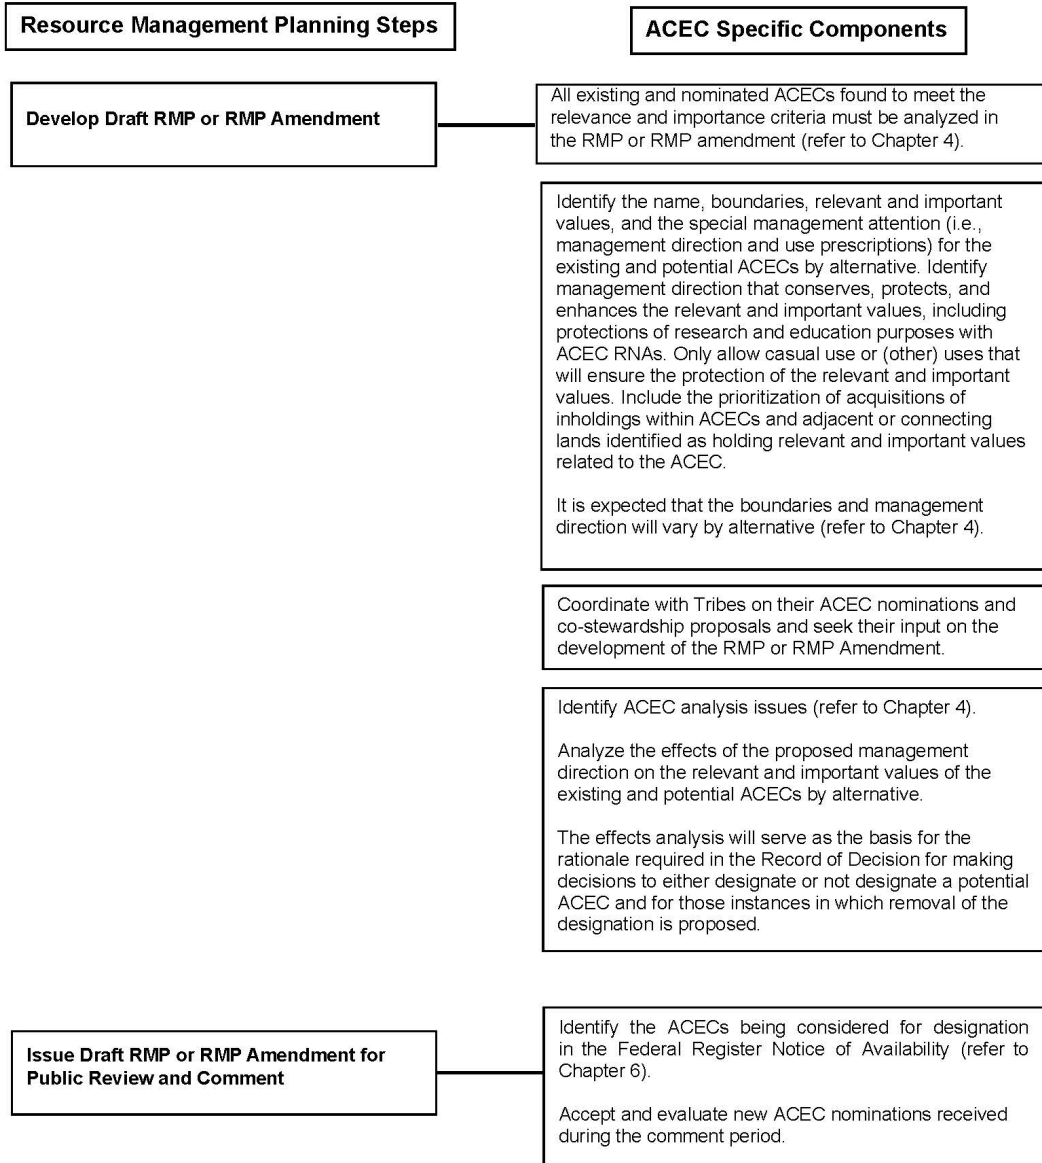 Resource Management Planning Steps
ACEC Specific Components
Develop Draft RMP or RMP Amendment
All existing and nominated ACECs found to meet the
relevance and importance criteria must be analyzed in
the RMP or RMP amendment (refer to Chapter 4).
Identify the name, boundaries, relevant and important
values, and the special management attention (i.e.,
management direction and use prescriptions) for the
existing and potential ACECs by alternative. Identify
management direction that conserves, protects, and
enhances the relevant and important values, including
protections of research and education purposes with
ACEC RNAs. Only allow casual use or (other) uses that
will ensure the protection of the relevant and important
values. Include the prioritization of acquisitions of
inholdings within ACECs and adjacent or connecting
lands identified as holding relevant and important values
related to the ACEC.
It is expected that the boundaries and management
direction will vary by alternative (refer to Chapter 4).
Coordinate with Tribes on their ACEC nominations and
co-stewardship proposals and seek their input on the
development of the RMP or RMP Amendment.
Identify ACEC analysis issues (refer to Chapter 4).
Analyze the effects of the proposed management
direction on the relevant and important values of the
existing and potential ACECs by alternative.
The effects analysis will serve as the basis for the
rationale required in the Record of Decision for making
decisions to either designate or not designate a potential
ACEC and for those instances in which removal of the
designation is proposed.
Issue Draft RMP or RMP Amendment for
Public Review and Comment
Identify the ACECs being considered for designation
in the Federal Register Notice of Availability (refer to
Chapter 6).
Accept and evaluate new ACEC nominations received
during the comment period.